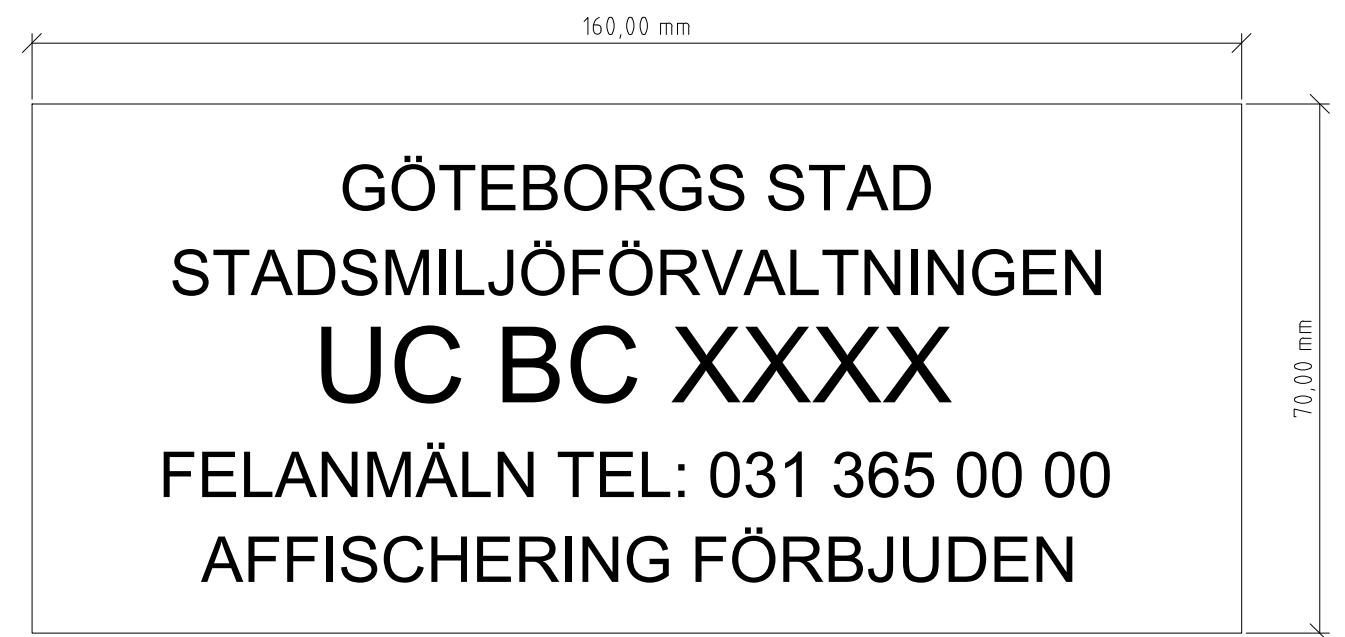 160,00 mm
GÖTEBORGS STAD
STADSMILJÖFÖRVALTNINGEN
UC BC XXXX
FELANMÄLN TEL: 031 365 00 00
AFFISCHERING FÖRBJUDEN
70,00 mm